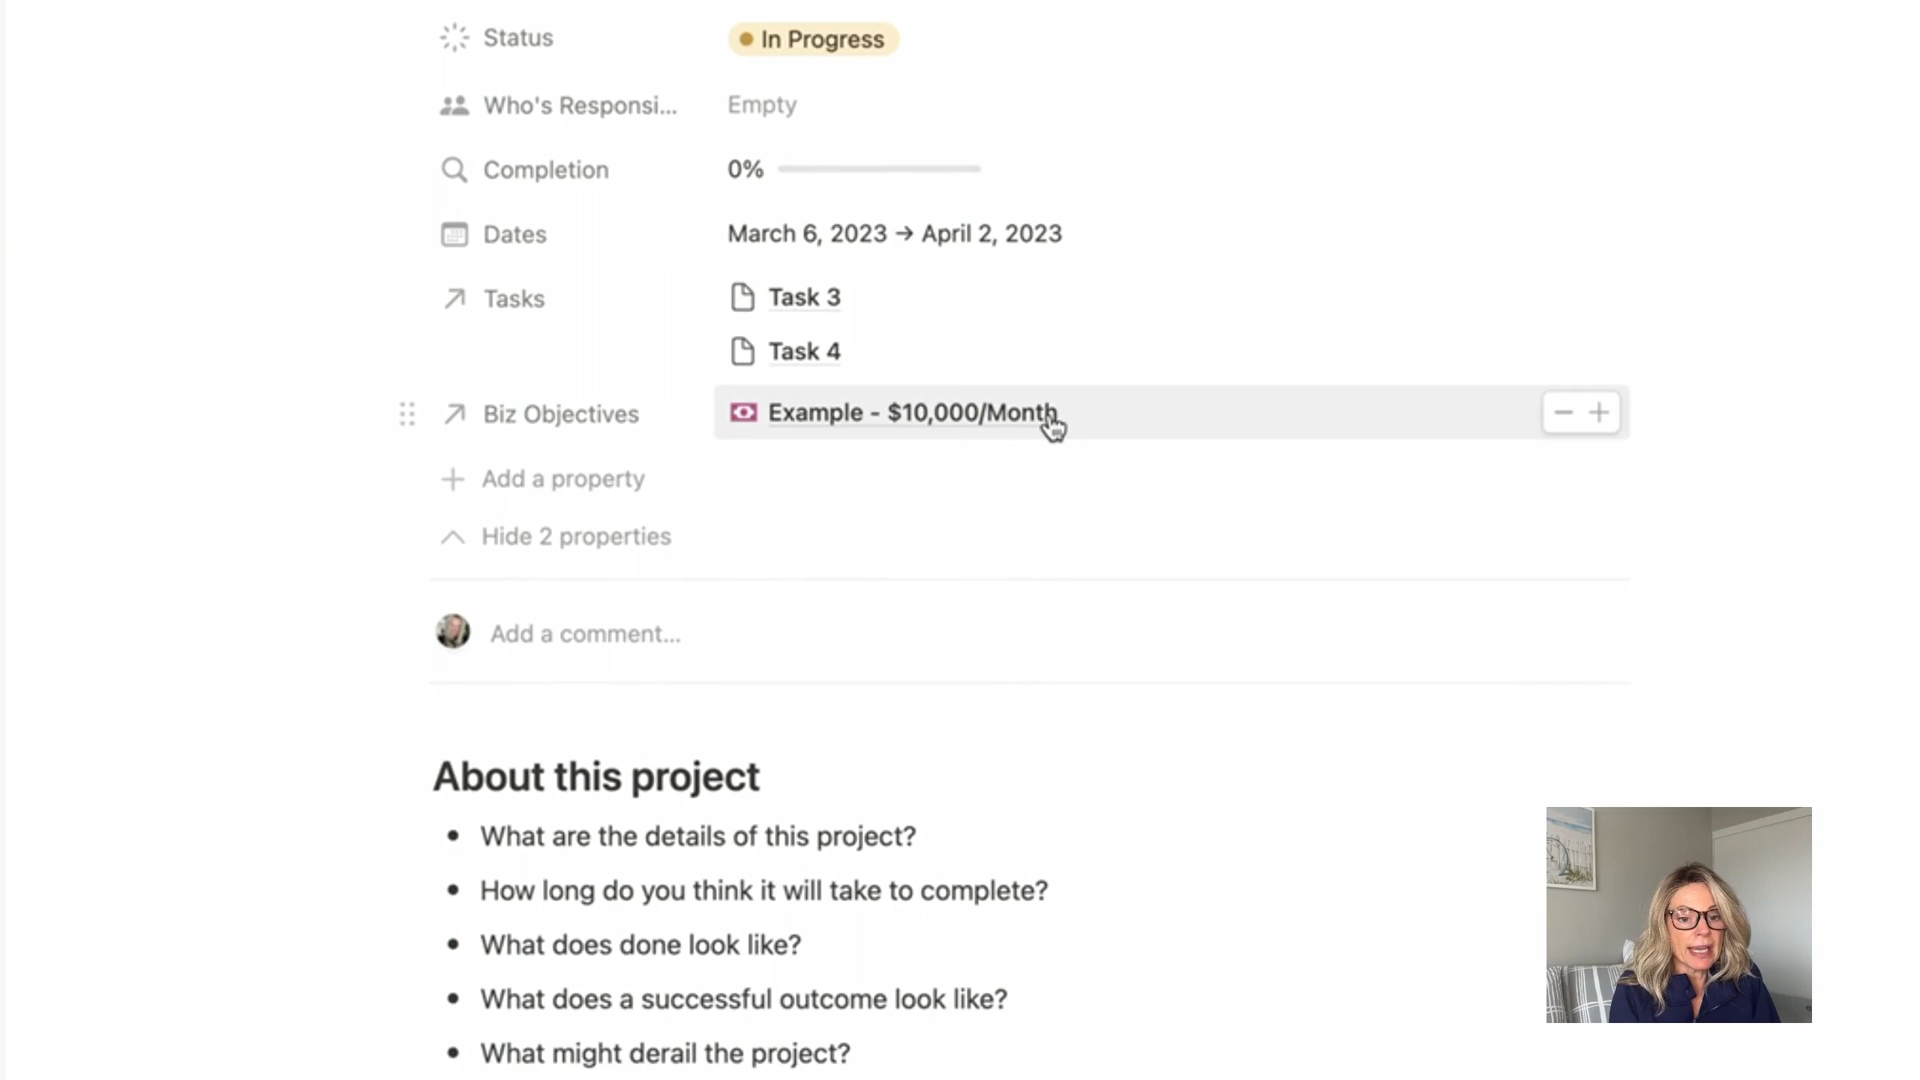 Status In Progress
Who's Responsi... Empty
Completion 0%
Dates March 6, 2023 → April 2, 2023
Tasks Task 3
Task 4
Biz Objectives Example - $10,000/Month
Add a property
Hide 2 properties
Add a comment...
About this project
• What are the details of this project?
• How long do you think it will take to complete?
• What does done look like?
• What does a successful outcome look like?
• What might derail the project?